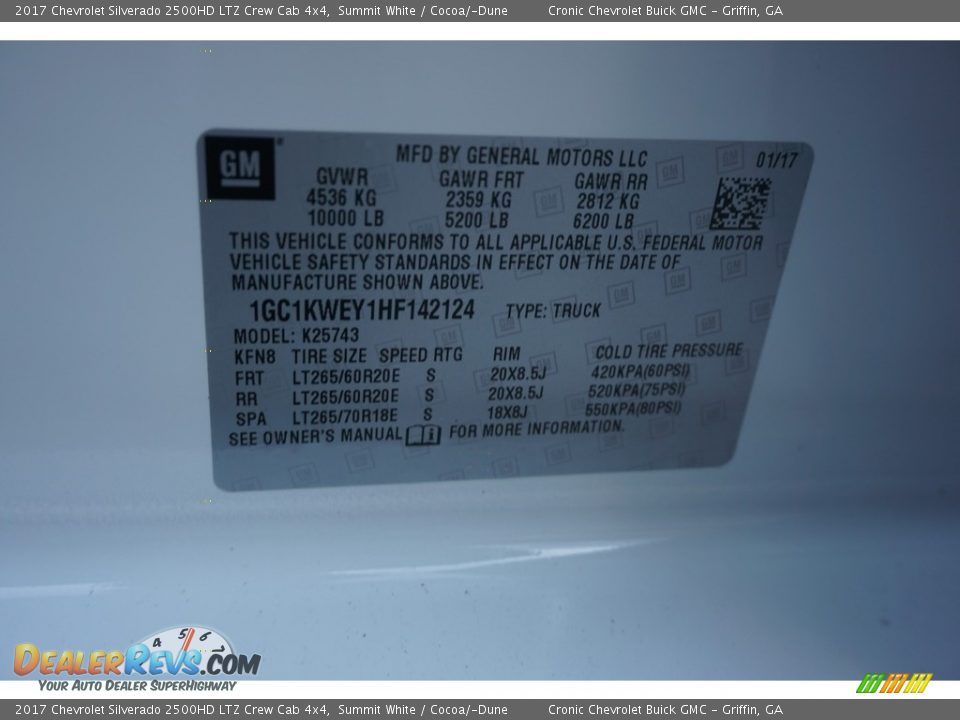 2017 Chevrolet Silverado 2500HD LTZ Crew Cab 4x4, Summit White / Cocoa/-Dune Cronic Chevrolet Buick GMC - Griffin, GA
GM
MFD BY GENERAL MOTORS LLC 01/17
GVWR GAWR FRT GAWR RR
4536 KG 2359 KG 2812 KG
10000 LB 5200 LB 6200 LB
THIS VEHICLE CONFORMS TO ALL APPLICABLE U.S. FEDERAL MOTOR
VEHICLE SAFETY STANDARDS IN EFFECT ON THE DATE OF
MANUFACTURE SHOWN ABOVE.
1GC1KWEY1HF142124 TYPE: TRUCK
MODEL: K25743
KFN8 TIRE SIZE SPEED RTG RIM COLD TIRE PRESSURE
FRT LT265/60R20E S 20X8.5J 420KPA(60PSI)
RR LT265/60R20E S 20X8.5J 520KPA(75PSI)
SPA LT265/70R18E S 18X8J 550KPA(80PSI)
SEE OWNER'S MANUAL FOR MORE INFORMATION.
4 5 6 7
DealerRevs.com
Your Auto Dealer SuperHighway
2017 Chevrolet Silverado 2500HD LTZ Crew Cab 4x4, Summit White / Cocoa/-Dune Cronic Chevrolet Buick GMC - Griffin, GA